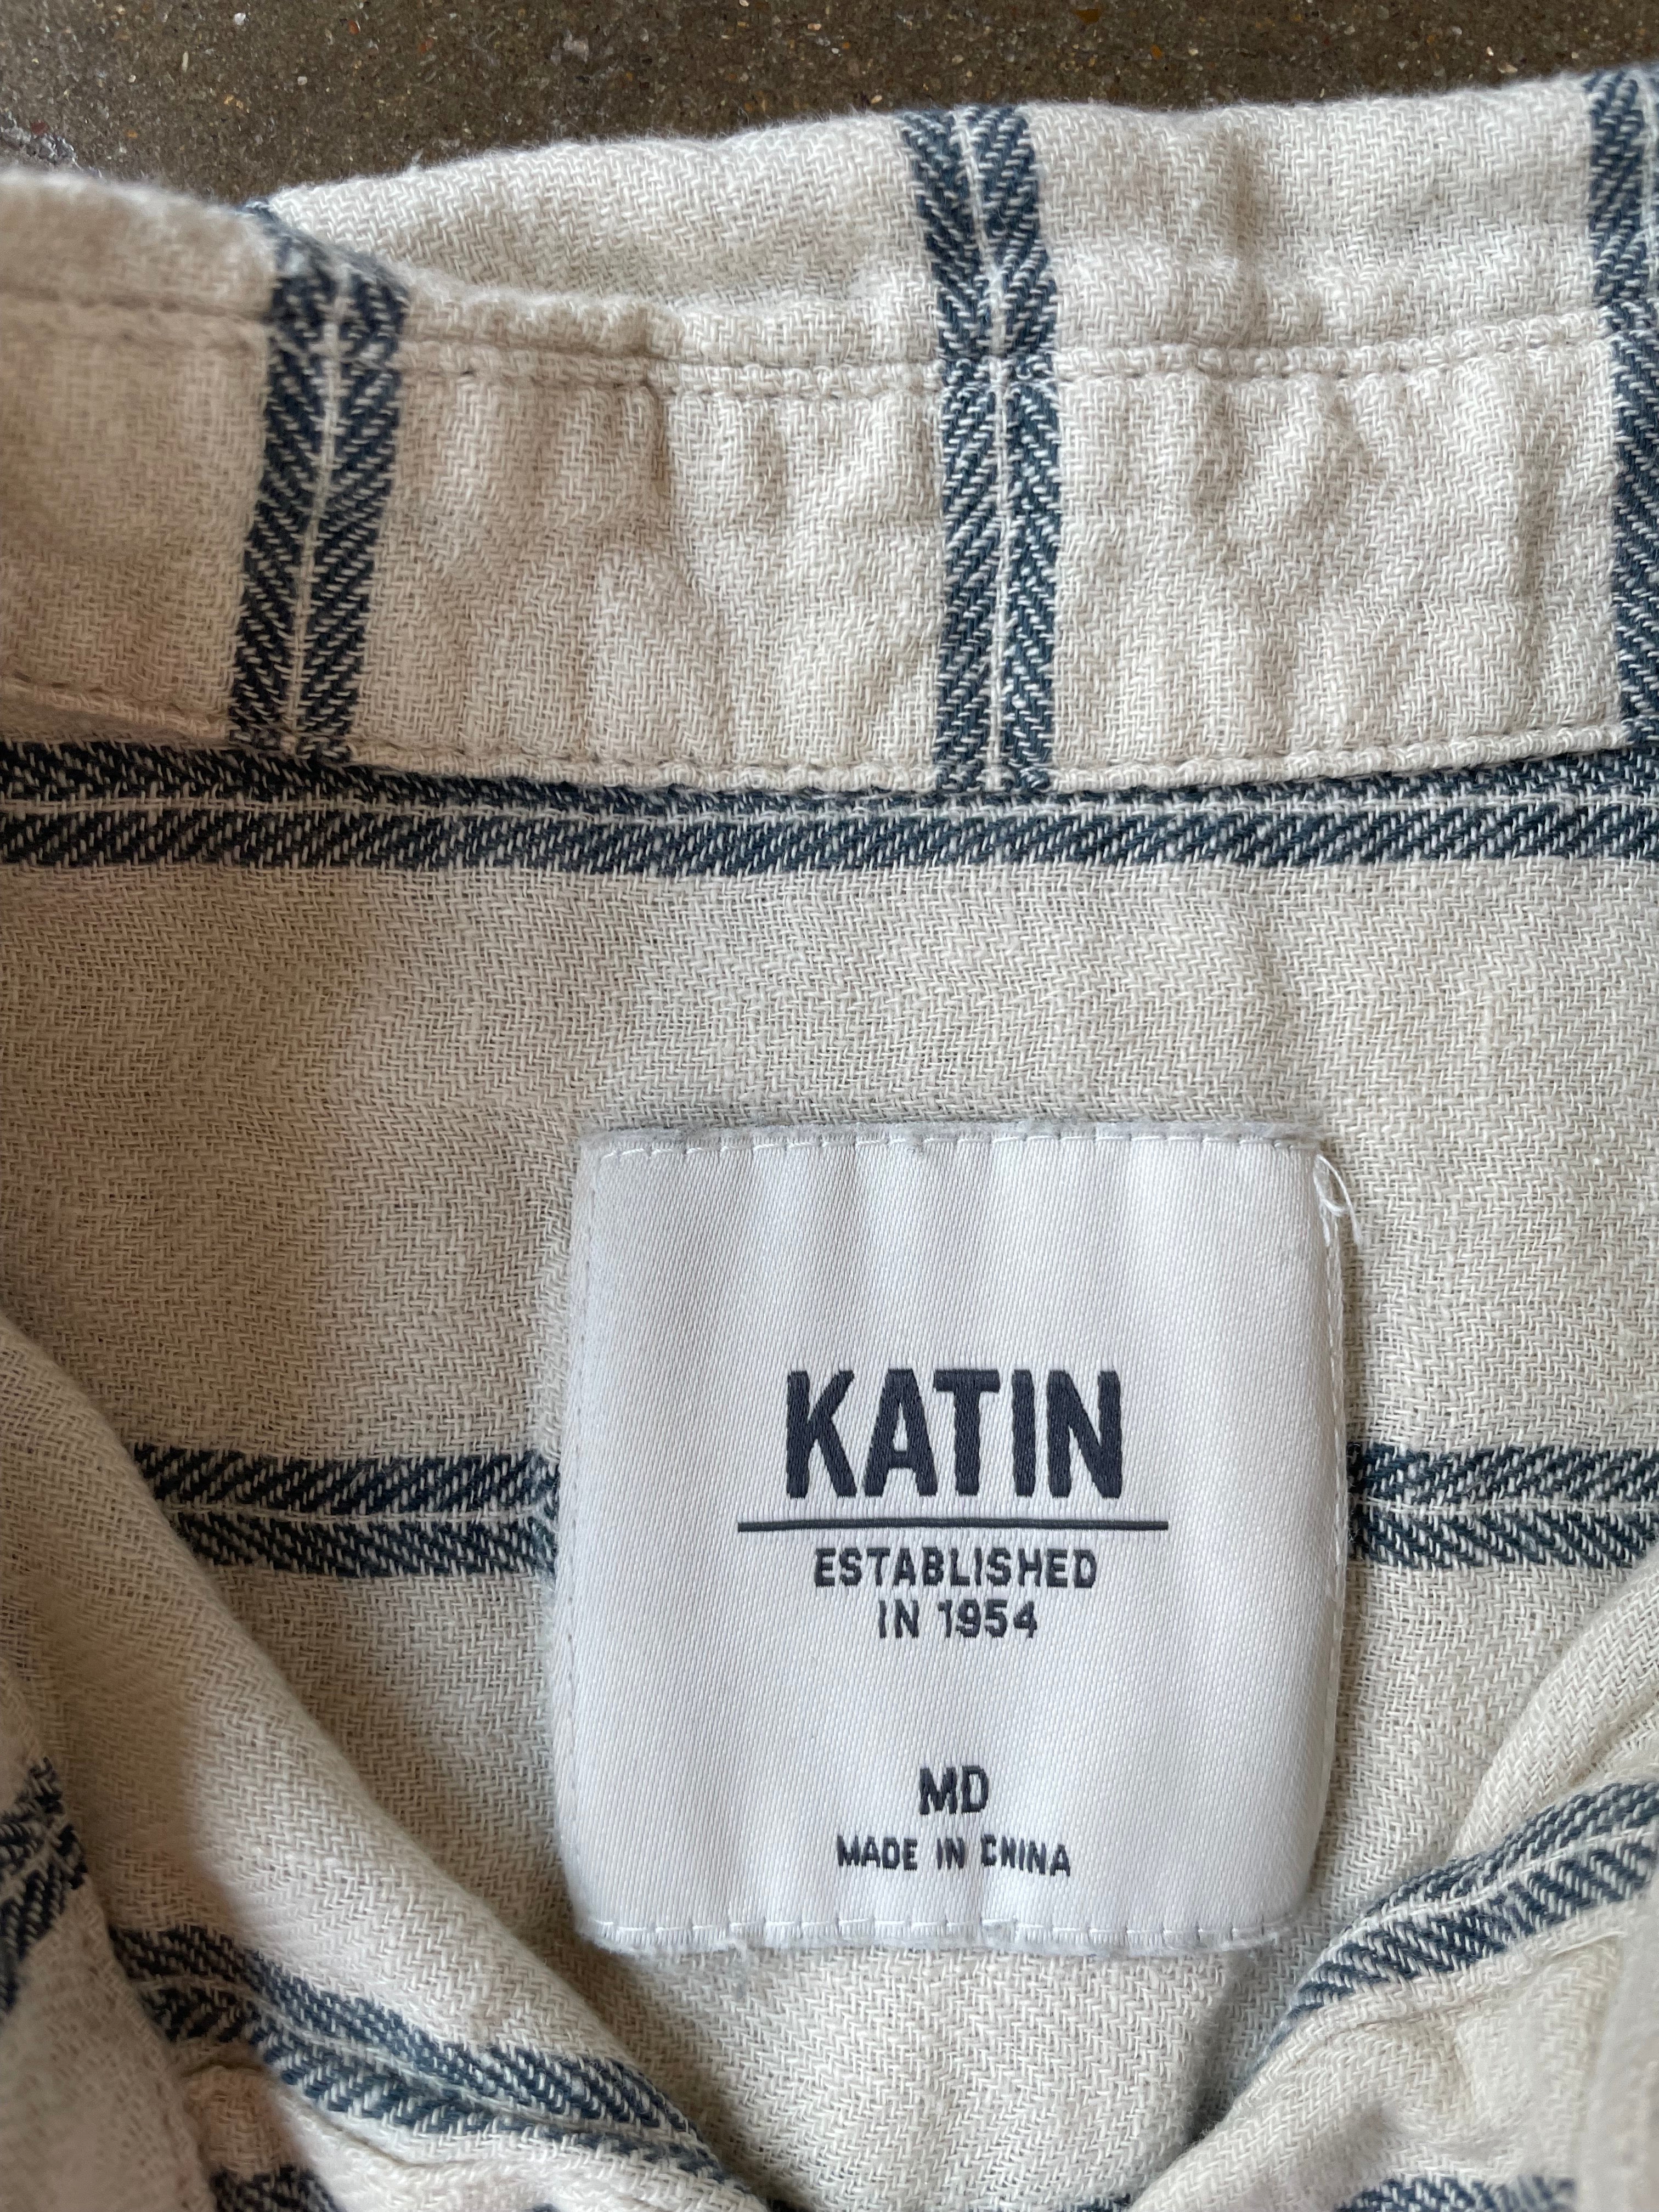 KATIN
ESTABLISHED
IN 1954
MD
MADE IN CHINA